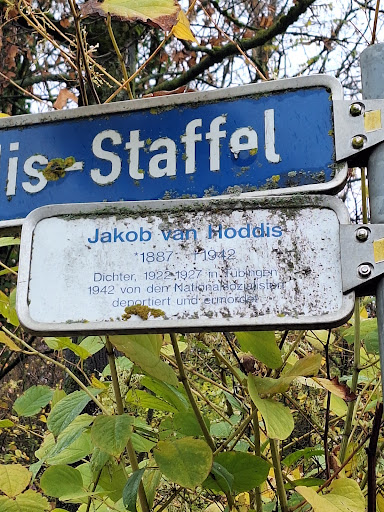 is-Staffel
Jakob van Hoddis
*1887 - †1942
Dichter, 1922-1927 in Tübingen
1942 von den Nationalsozialisten
deportiert und ermordet